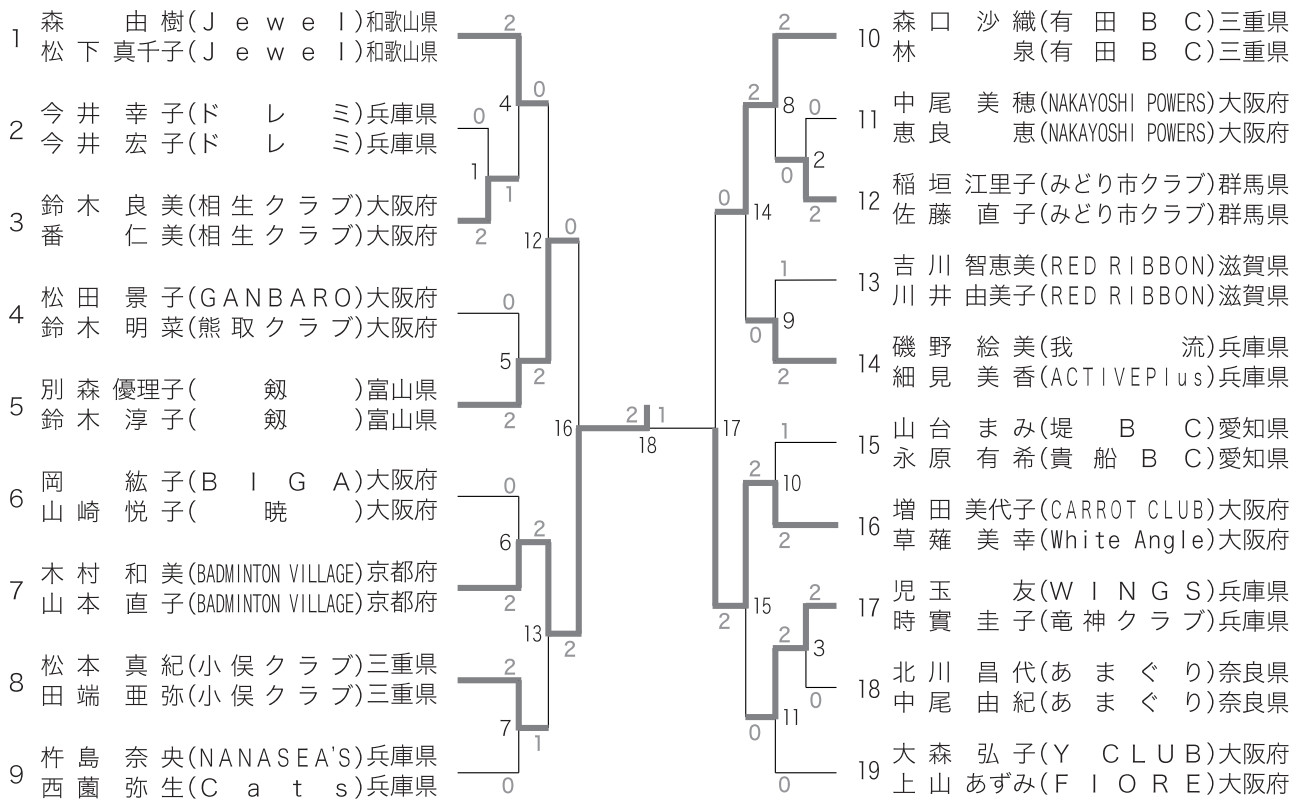 1
森 由 樹(Ｊｅｗｅｌ)和歌山県
松 下 真千子(Ｊｅｗｅｌ)和歌山県
2
今 井 幸 子(ド レ ミ)兵庫県
今 井 宏 子(ド レ ミ)兵庫県
3
鈴 木 良 美(相 生 ク ラ ブ)大阪府
番 仁 美(相 生 ク ラ ブ)大阪府
4
松 田 景 子(ＧＡＮＢＡＲＯ)大阪府
鈴 木 明 菜(熊 取 ク ラ ブ)大阪府
5
別 森 優理子( 剱 )富山県
鈴 木 淳 子( 剱 )富山県
6
岡 紘 子(Ｂ Ｉ Ｇ Ａ)大阪府
山 崎 悦 子( 暁 )大阪府
7
木 村 和 美(BADMINTON VILLAGE)京都府
山 本 直 子(BADMINTON VILLAGE)京都府
8
松 本 真 紀(小 俣 ク ラ ブ)三重県
田 端 亜 弥(小 俣 ク ラ ブ)三重県
9
杵 島 奈 央(NANASEA'S)兵庫県
西 薗 弥 生(Ｃ ａ ｔ ｓ)兵庫県
2
0
4
0
1
1
2
12
0
0
5
2
2
16
0
6
2
2
13
2
2
7
1
0
2
1
18
17
2
2
8
0
2
0
2
0
14
1
9
0
2
1
2
10
2
15
2
2
2
3
0
11
0
0
10
森 口 沙 織(有 田 Ｂ Ｃ)三重県
林 泉(有 田 Ｂ Ｃ)三重県
11
中 尾 美 穂(NAKAYOSHI POWERS)大阪府
恵 良 恵(NAKAYOSHI POWERS)大阪府
12
稲 垣 江里子(みどり市クラブ)群馬県
佐 藤 直 子(みどり市クラブ)群馬県
13
吉 川 智恵美(RED RIBBON)滋賀県
川 井 由美子(RED RIBBON)滋賀県
14
磯 野 絵 美(我 流)兵庫県
細 見 美 香(ACTIVEPlus)兵庫県
15
山 台 ま み(堤 Ｂ Ｃ)愛知県
永 原 有 希(貴 船 Ｂ Ｃ)愛知県
16
増 田 美代子(CARROT CLUB)大阪府
草 薙 美 幸(White Angle)大阪府
17
児 玉 友(ＷＩＮＧＳ)兵庫県
時 實 圭 子(竜 神 ク ラ ブ)兵庫県
18
北 川 昌 代(あ ま ぐ り)奈良県
中 尾 由 紀(あ ま ぐ り)奈良県
19
大 森 弘 子(Ｙ ＣＬＵＢ)大阪府
上 山 あずみ(ＦＩＯＲＥ)大阪府